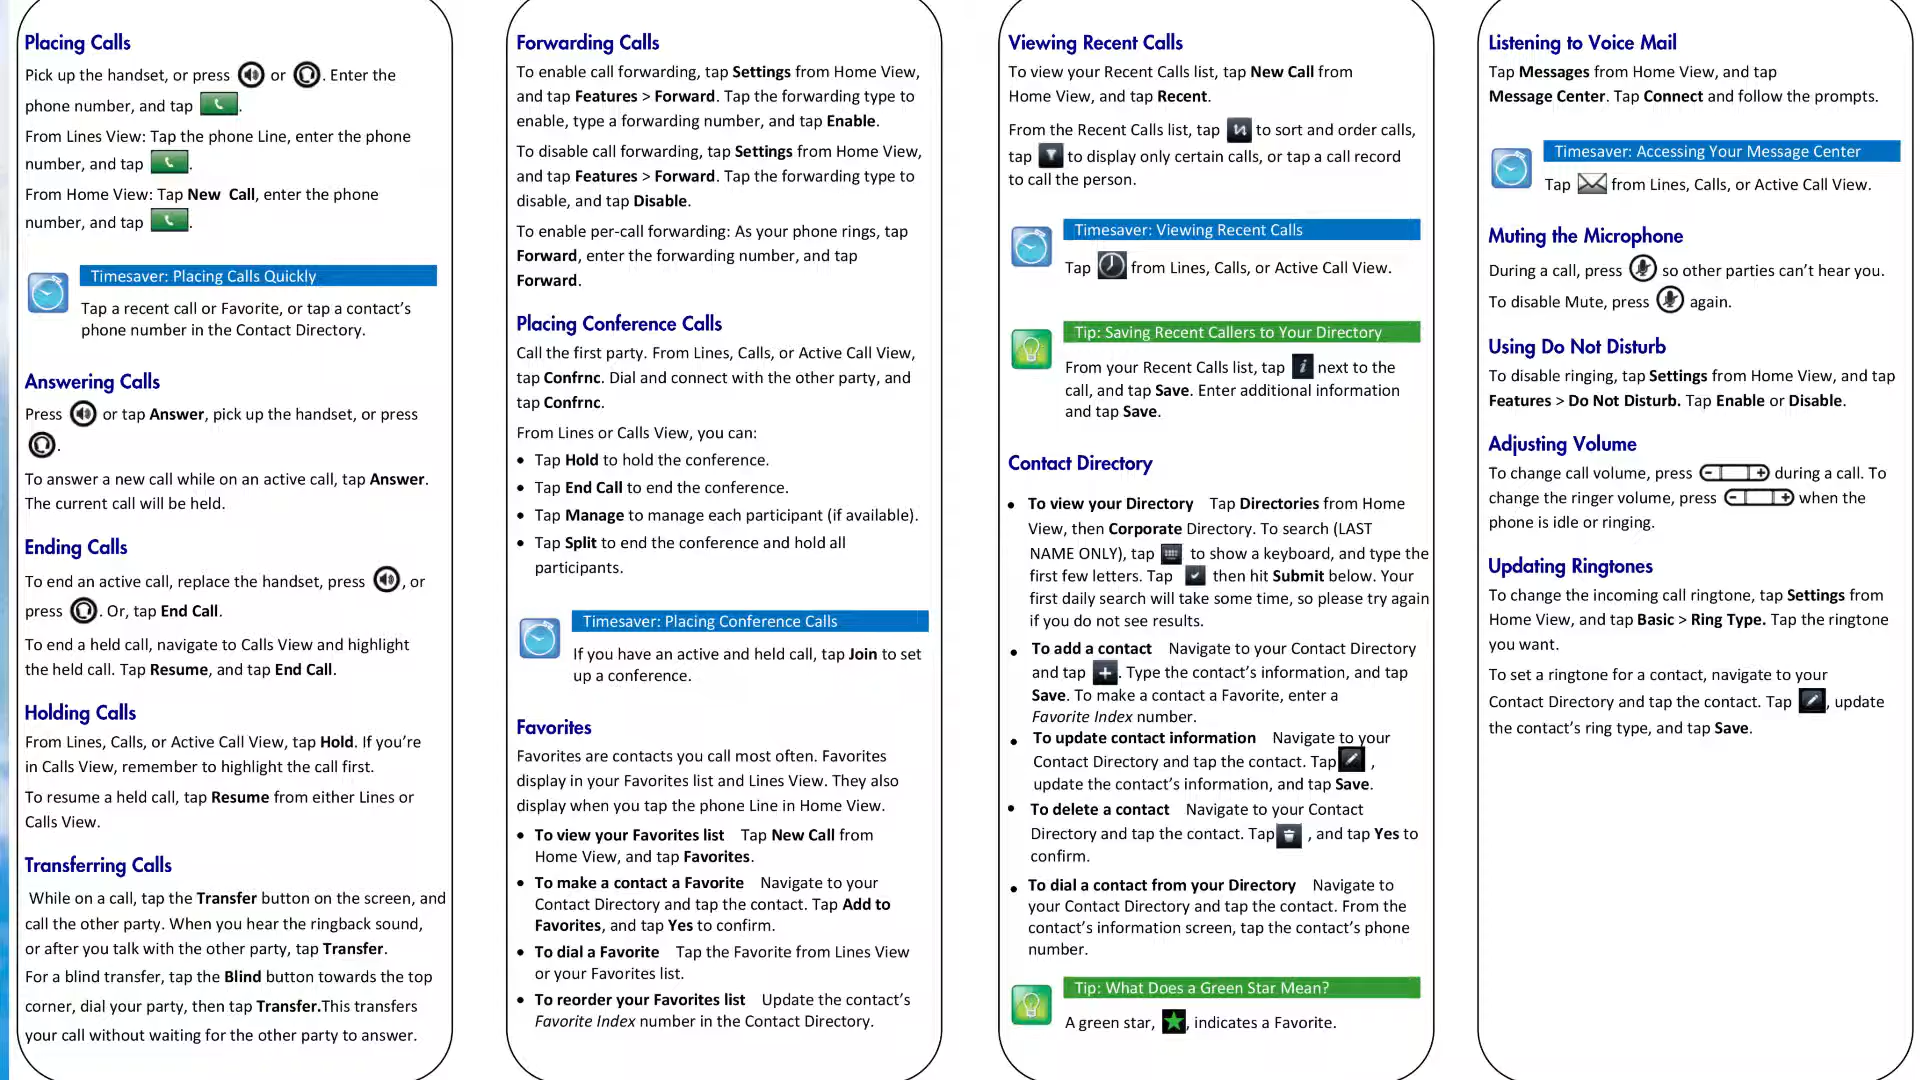 Placing Calls
Pick up the handset, or press or . Enter the
phone number, and tap .
From Lines View: Tap the phone Line, enter the phone
number, and tap .
From Home View: Tap New Call, enter the phone
number, and tap .
Timesaver: Placing Calls Quickly
Tap a recent call or Favorite, or tap a contact's
phone number in the Contact Directory.
Answering Calls
Press or tap Answer, pick up the handset, or press
.
To answer a new call while on an active call, tap Answer.
The current call will be held.
Ending Calls
To end an active call, replace the handset, press , or
press . Or, tap End Call.
To end a held call, navigate to Calls View and highlight
the held call. Tap Resume, and tap End Call.
Holding Calls
From Lines, Calls, or Active Call View, tap Hold. If you're
in Calls View, remember to highlight the call first.
To resume a held call, tap Resume from either Lines or
Calls View.
Transferring Calls
While on a call, tap the Transfer button on the screen, and
call the other party. When you hear the ringback sound,
or after you talk with the other party, tap Transfer.
For a blind transfer, tap the Blind button towards the top
corner, dial your party, then tap Transfer.This transfers
your call without waiting for the other party to answer.
Forwarding Calls
To enable call forwarding, tap Settings from Home View,
and tap Features > Forward. Tap the forwarding type to
enable, type a forwarding number, and tap Enable.
To disable call forwarding, tap Settings from Home View,
and tap Features > Forward. Tap the forwarding type to
disable, and tap Disable.
To enable per-call forwarding: As your phone rings, tap
Forward, enter the forwarding number, and tap
Forward.
Placing Conference Calls
Call the first party. From Lines, Calls, or Active Call View,
tap Confrnc. Dial and connect with the other party, and
tap Confrnc.
From Lines or Calls View, you can:
• Tap Hold to hold the conference.
• Tap End Call to end the conference.
• Tap Manage to manage each participant (if available).
• Tap Split to end the conference and hold all
participants.
Timesaver: Placing Conference Calls
If you have an active and held call, tap Join to set
up a conference.
Favorites
Favorites are contacts you call most often. Favorites
display in your Favorites list and Lines View. They also
display when you tap the phone Line in Home View.
• To view your Favorites list Tap New Call from
Home View, and tap Favorites.
• To make a contact a Favorite Navigate to your
Contact Directory and tap the contact. Tap Add to
Favorites, and tap Yes to confirm.
• To dial a Favorite Tap the Favorite from Lines View
or your Favorites list.
• To reorder your Favorites list Update the contact's
Favorite Index number in the Contact Directory.
Viewing Recent Calls
To view your Recent Calls list, tap New Call from
Home View, and tap Recent.
From the Recent Calls list, tap to sort and order calls,
tap to display only certain calls, or tap a call record
to call the person.
Timesaver: Viewing Recent Calls
Tap from Lines, Calls, or Active Call View.
Tip: Saving Recent Callers to Your Directory
From your Recent Calls list, tap i next to the
call, and tap Save. Enter additional information
and tap Save.
Contact Directory
• To view your Directory Tap Directories from Home
View, then Corporate Directory. To search (LAST
NAME ONLY), tap to show a keyboard, and type the
first few letters. Tap then hit Submit below. Your
first daily search will take some time, so please try again
if you do not see results.
• To add a contact Navigate to your Contact Directory
and tap . Type the contact's information, and tap
Save. To make a contact a Favorite, enter a
Favorite Index number.
• To update contact information Navigate to your
Contact Directory and tap the contact. Tap ,
update the contact's information, and tap Save.
• To delete a contact Navigate to your Contact
Directory and tap the contact. Tap , and tap Yes to
confirm.
• To dial a contact from your Directory Navigate to
your Contact Directory and tap the contact. From the
contact's information screen, tap the contact's phone
number.
Tip: What Does a Green Star Mean?
A green star, , indicates a Favorite.
Listening to Voice Mail
Tap Messages from Home View, and tap
Message Center. Tap Connect and follow the prompts.
Timesaver: Accessing Your Message Center
Tap from Lines, Calls, or Active Call View.
Muting the Microphone
During a call, press so other parties can't hear you.
To disable Mute, press again.
Using Do Not Disturb
To disable ringing, tap Settings from Home View, and tap
Features > Do Not Disturb. Tap Enable or Disable.
Adjusting Volume
To change call volume, press during a call. To
change the ringer volume, press when the
phone is idle or ringing.
Updating Ringtones
To change the incoming call ringtone, tap Settings from
Home View, and tap Basic > Ring Type. Tap the ringtone
you want.
To set a ringtone for a contact, navigate to your
Contact Directory and tap the contact. Tap , update
the contact's ring type, and tap Save.